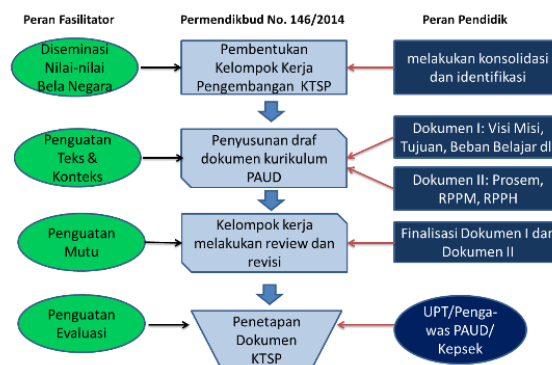 Peran Fasilitator
Permendikbud No. 146/2014
Peran Pendidik
Diseminasi
Nilai-nilai
Bela Negara
Pembentukan
Kelompok Kerja
Pengembangan KTSP
melakukan konsolidasi
dan identifikasi
Penguatan
Teks &
Konteks
Penyusunan draf
dokumen kurikulum
PAUD
Dokumen I: Visi Misi,
Tujuan, Beban Belajar dl
Dokumen II: Prosem,
RPPM, RPPH
Penguatan
Mutu
Kelompok kerja
melakukan review dan
revisi
Finalisasi Dokumen I dan
Dokumen II
Penguatan
Evaluasi
Penetapan
Dokumen
KTSP
UPT/Penga-
was PAUD/
Kepsek